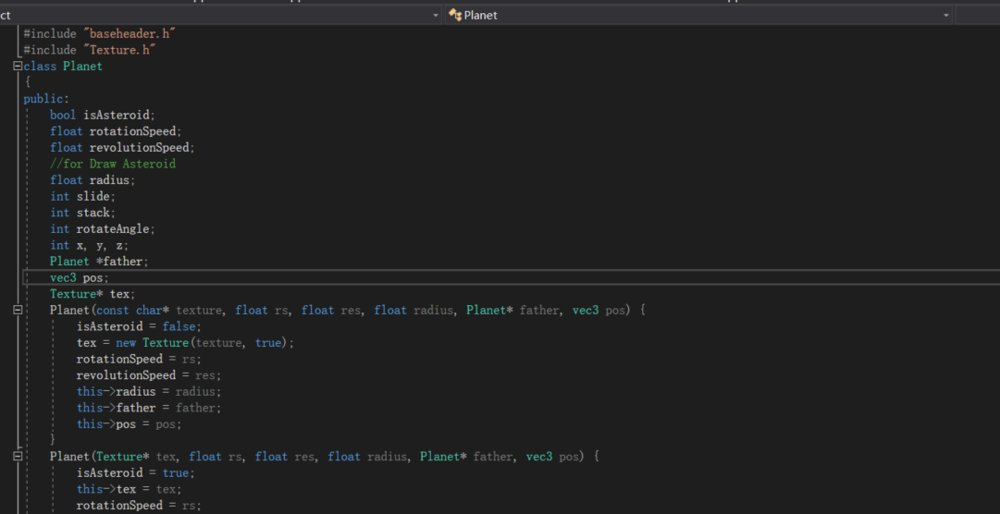 ct
Planet
#include "baseheader.h"
#include "Texture.h"
class Planet
{
public:
    bool isAsteroid;
    float rotationSpeed;
    float revolutionSpeed;
    //for Draw Asteroid
    float radius;
    int slide;
    int stack;
    int rotateAngle;
    int x, y, z;
    Planet *father;
    vec3 pos;
    Texture* tex;
    Planet(const char* texture, float rs, float res, float radius, Planet* father, vec3 pos) {
        isAsteroid = false;
        tex = new Texture(texture, true);
        rotationSpeed = rs;
        revolutionSpeed = res;
        this->radius = radius;
        this->father = father;
        this->pos = pos;
    }
    Planet(Texture* tex, float rs, float res, float radius, Planet* father, vec3 pos) {
        isAsteroid = true;
        this->tex = tex;
        rotationSpeed = rs;